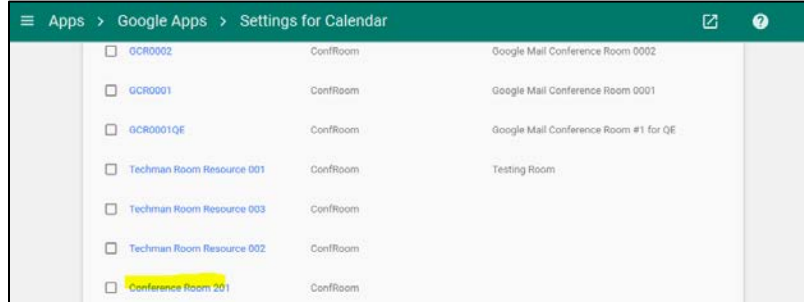 Apps > Google Apps > Settings for Calendar
GCR0002 ConfRoom Google Mail Conference Room 0002
GCR0001 ConfRoom Google Mail Conference Room 0001
GCR0001QE ConfRoom Google Mail Conference Room #1 for QE
Techman Room Resource 001 ConfRoom Testing Room
Techman Room Resource 003 ConfRoom
Techman Room Resource 002 ConfRoom
Conference Room 201 ConfRoom